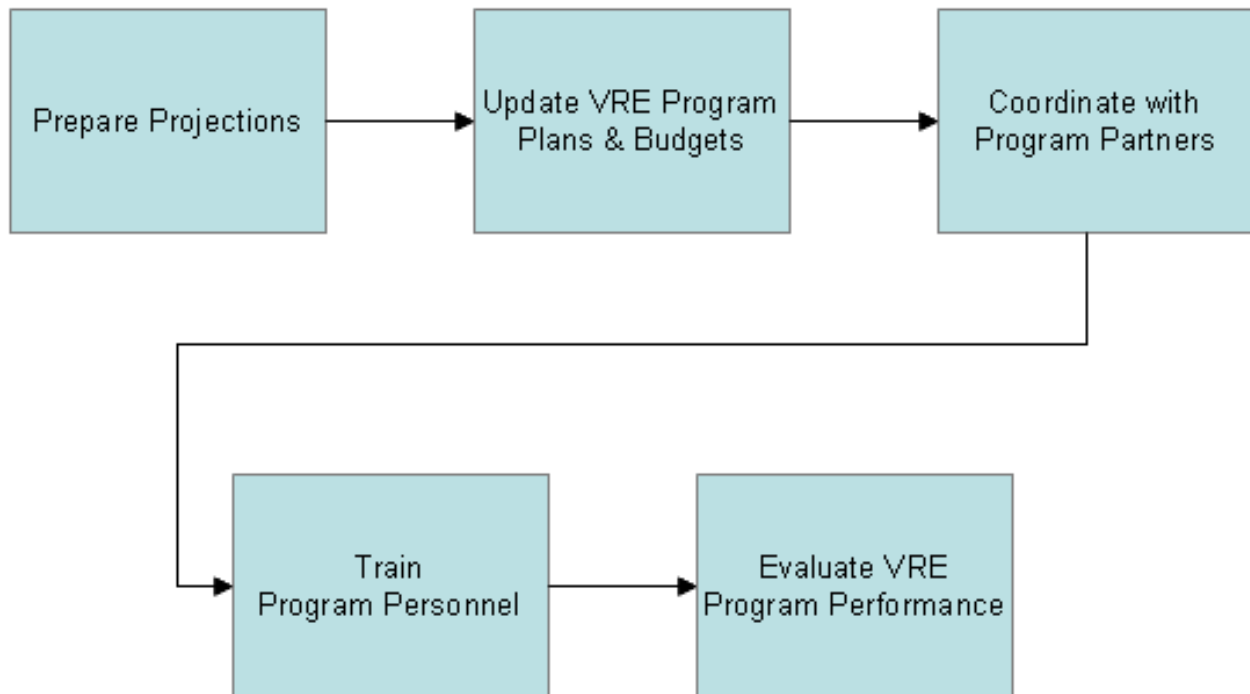 Prepare Projections
Update VRE Program
Plans & Budgets
Coordinate with
Program Partners
Train
Program Personnel
Evaluate VRE
Program Performance